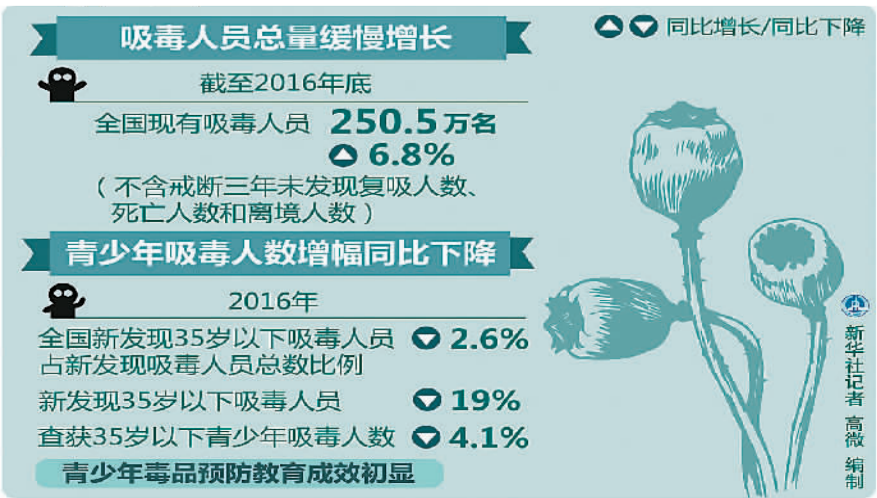 吸毒人员总量缓慢增长
同比增长/同比下降
截至2016年底
全国现有吸毒人员 250.5万名
6.8%
（不含戒断三年未发现复吸人数、
死亡人数和离境人数）
青少年吸毒人数增幅同比下降
2016年
全国新发现35岁以下吸毒人员 2.6%
占新发现吸毒人员总数比例
新发现35岁以下吸毒人员 19%
查获35岁以下青少年吸毒人数 4.1%
青少年毒品预防教育成效初显
新华社记者 高微 编制